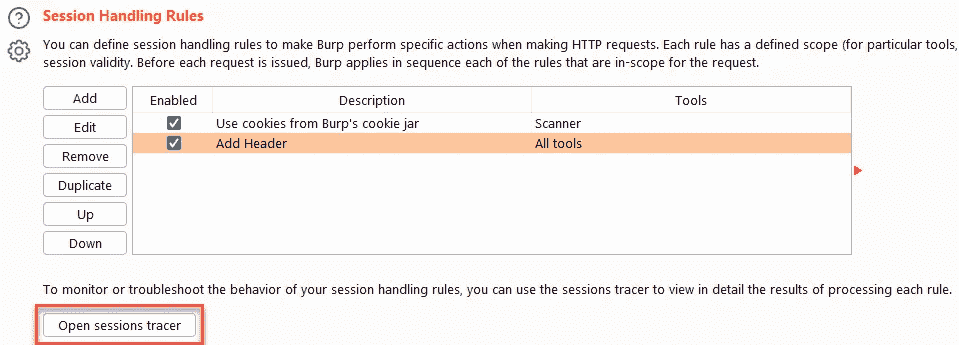 Session Handling Rules
You can define session handling rules to make Burp perform specific actions when making HTTP requests. Each rule has a defined scope (for particular tools,
session validity. Before each request is issued, Burp applies in sequence each of the rules that are in-scope for the request.
Add
Edit
Remove
Duplicate
Up
Down
Enabled Description Tools
Use cookies from Burp's cookie jar Scanner
Add Header All tools
To monitor or troubleshoot the behavior of your session handling rules, you can use the sessions tracer to view in detail the results of processing each rule.
Open sessions tracer